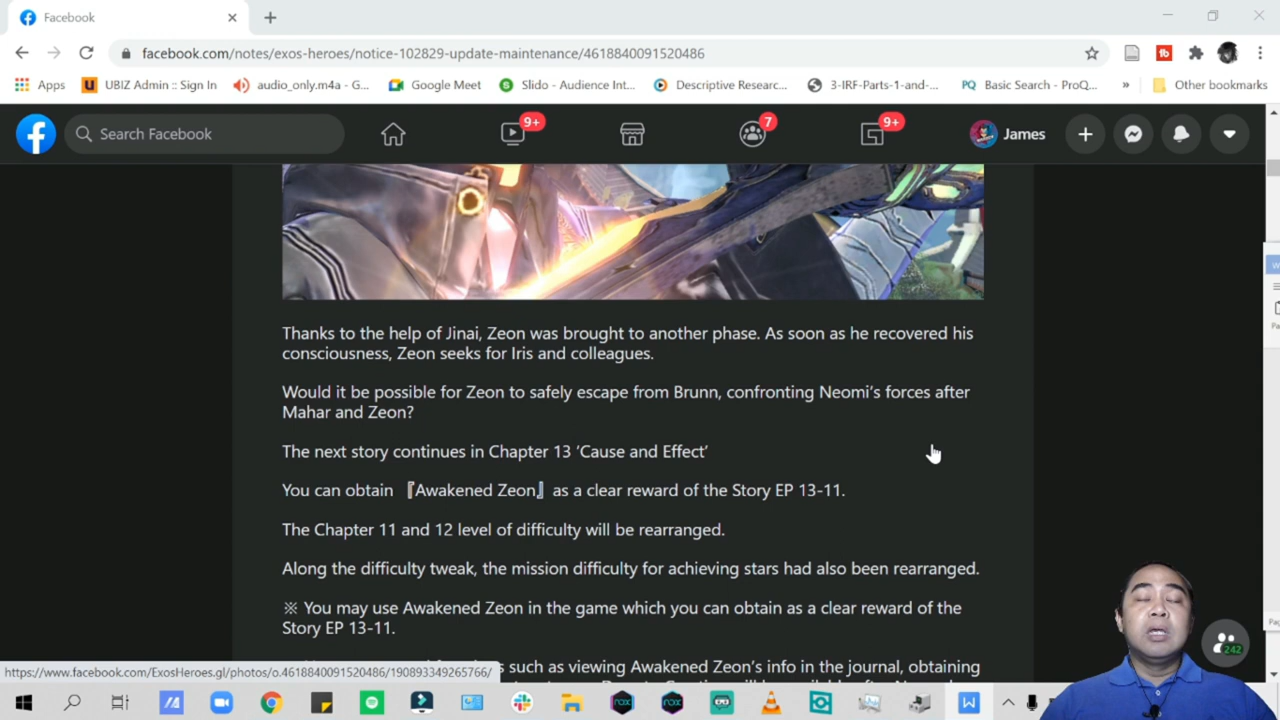 Facebook
facebook.com/notes/exos-heroes/notice-102829-update-maintenance/4618840091520486
Apps UBIZ Admin :: Sign In audio_only.m4a - G... Google Meet Slido - Audience Int... Descriptive Researc... 3-IRF-Parts-1-and-... PQ Basic Search - ProQ... » Other bookmarks
Search Facebook 9+ 7 9+ James
Thanks to the help of Jinai, Zeon was brought to another phase. As soon as he recovered his
consciousness, Zeon seeks for Iris and colleagues.
Would it be possible for Zeon to safely escape from Brunn, confronting Neomi's forces after
Mahar and Zeon?
The next story continues in Chapter 13 ‘Cause and Effect’
You can obtain 『Awakened Zeon』 as a clear reward of the Story EP 13-11.
The Chapter 11 and 12 level of difficulty will be rearranged.
Along the difficulty tweak, the mission difficulty for achieving stars had also been rearranged.
※ You may use Awakened Zeon in the game which you can obtain as a clear reward of the
Story EP 13-11.
such as viewing Awakened Zeon's info in the journal, obtaining
242
https://www.facebook.com/ExosHeroes.gl/photos/o.4618840091520486/190893349265766/